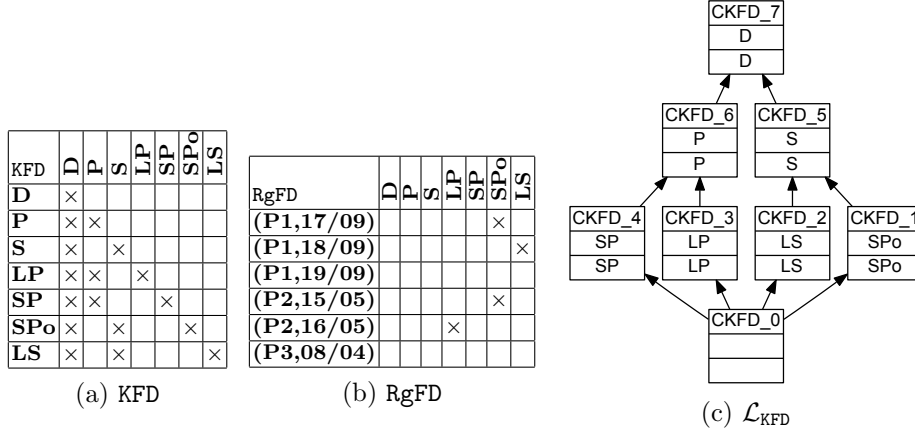 KFD D P S LP SP SPo LS
D ×
P × ×
S × ×
LP × × ×
SP × × ×
SPo × × ×
LS × × ×
(a) KFD
RgFD D P S LP SP SPo LS
(P1,17/09) ×
(P1,18/09) ×
(P1,19/09)
(P2,15/05) ×
(P2,16/05) ×
(P3,08/04)
(b) RgFD
CKFD_7
D
D
CKFD_6 CKFD_5
P S
P S
CKFD_4 CKFD_3 CKFD_2 CKFD_1
SP LP LS SPo
SP LP LS SPo
CKFD_0
(c) ℒKFD